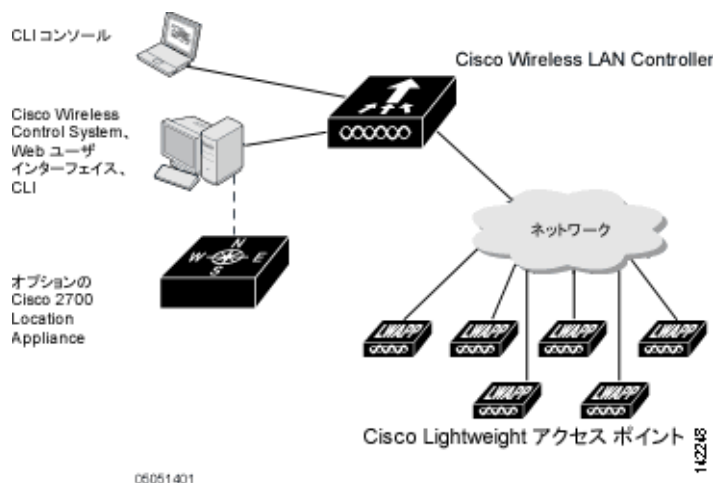 CLI コンソール
Cisco Wireless LAN Controller
Cisco Wireless
Control System、
Web ユーザ
インターフェイス、
CLI
ネットワーク
N
W
E
S
オプションの
Cisco 2700
Location
Appliance
LWAPP
LWAPP
LWAPP
LWAPP
LWAPP
LWAPP
Cisco Lightweight アクセス ポイント
142248
05051401